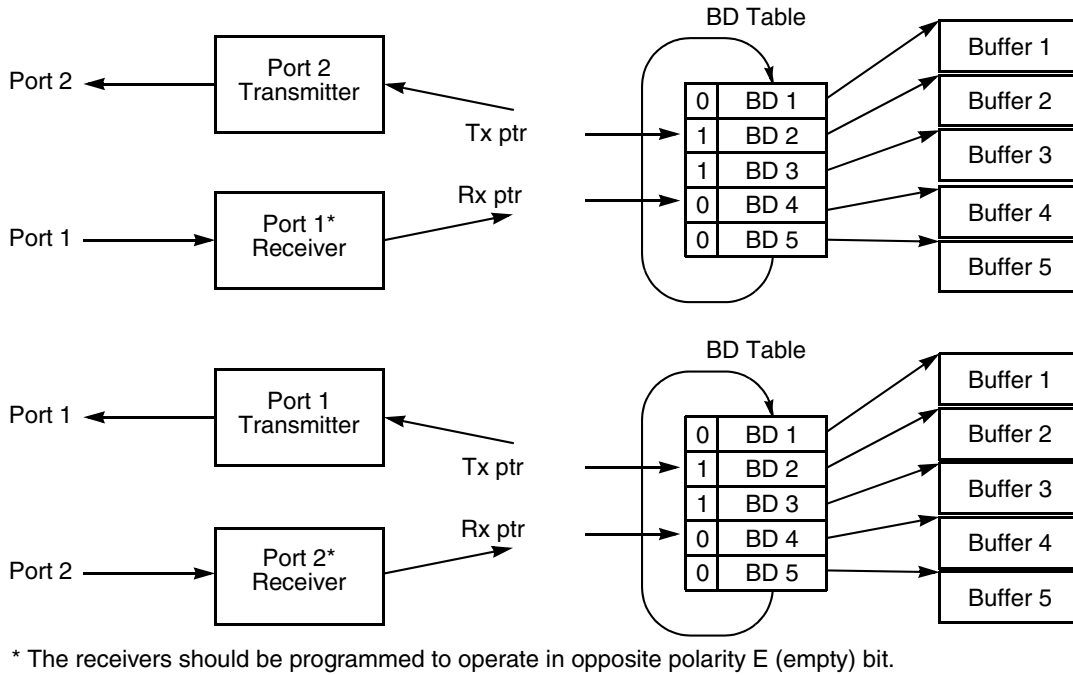 BD Table
Port 2
Port 2
Transmitter
Tx ptr
0 BD 1
1 BD 2
1 BD 3
0 BD 4
0 BD 5
Buffer 1
Buffer 2
Buffer 3
Buffer 4
Buffer 5
Rx ptr
Port 1
Port 1*
Receiver
BD Table
Port 1
Port 1
Transmitter
Tx ptr
0 BD 1
1 BD 2
1 BD 3
0 BD 4
0 BD 5
Buffer 1
Buffer 2
Buffer 3
Buffer 4
Buffer 5
Rx ptr
Port 2
Port 2*
Receiver
* The receivers should be programmed to operate in opposite polarity E (empty) bit.